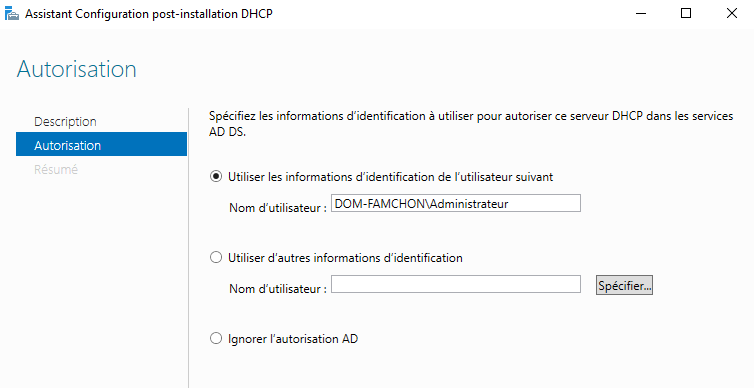 Assistant Configuration post-installation DHCP
Autorisation
Description
Autorisation
Résumé
Spécifiez les informations d'identification à utiliser pour autoriser ce serveur DHCP dans les services
AD DS.
Utiliser les informations d'identification de l'utilisateur suivant
Nom d'utilisateur : DOM-FAMCHON\Administrateur
Utiliser d'autres informations d'identification
Nom d'utilisateur : Spécifier...
Ignorer l'autorisation AD